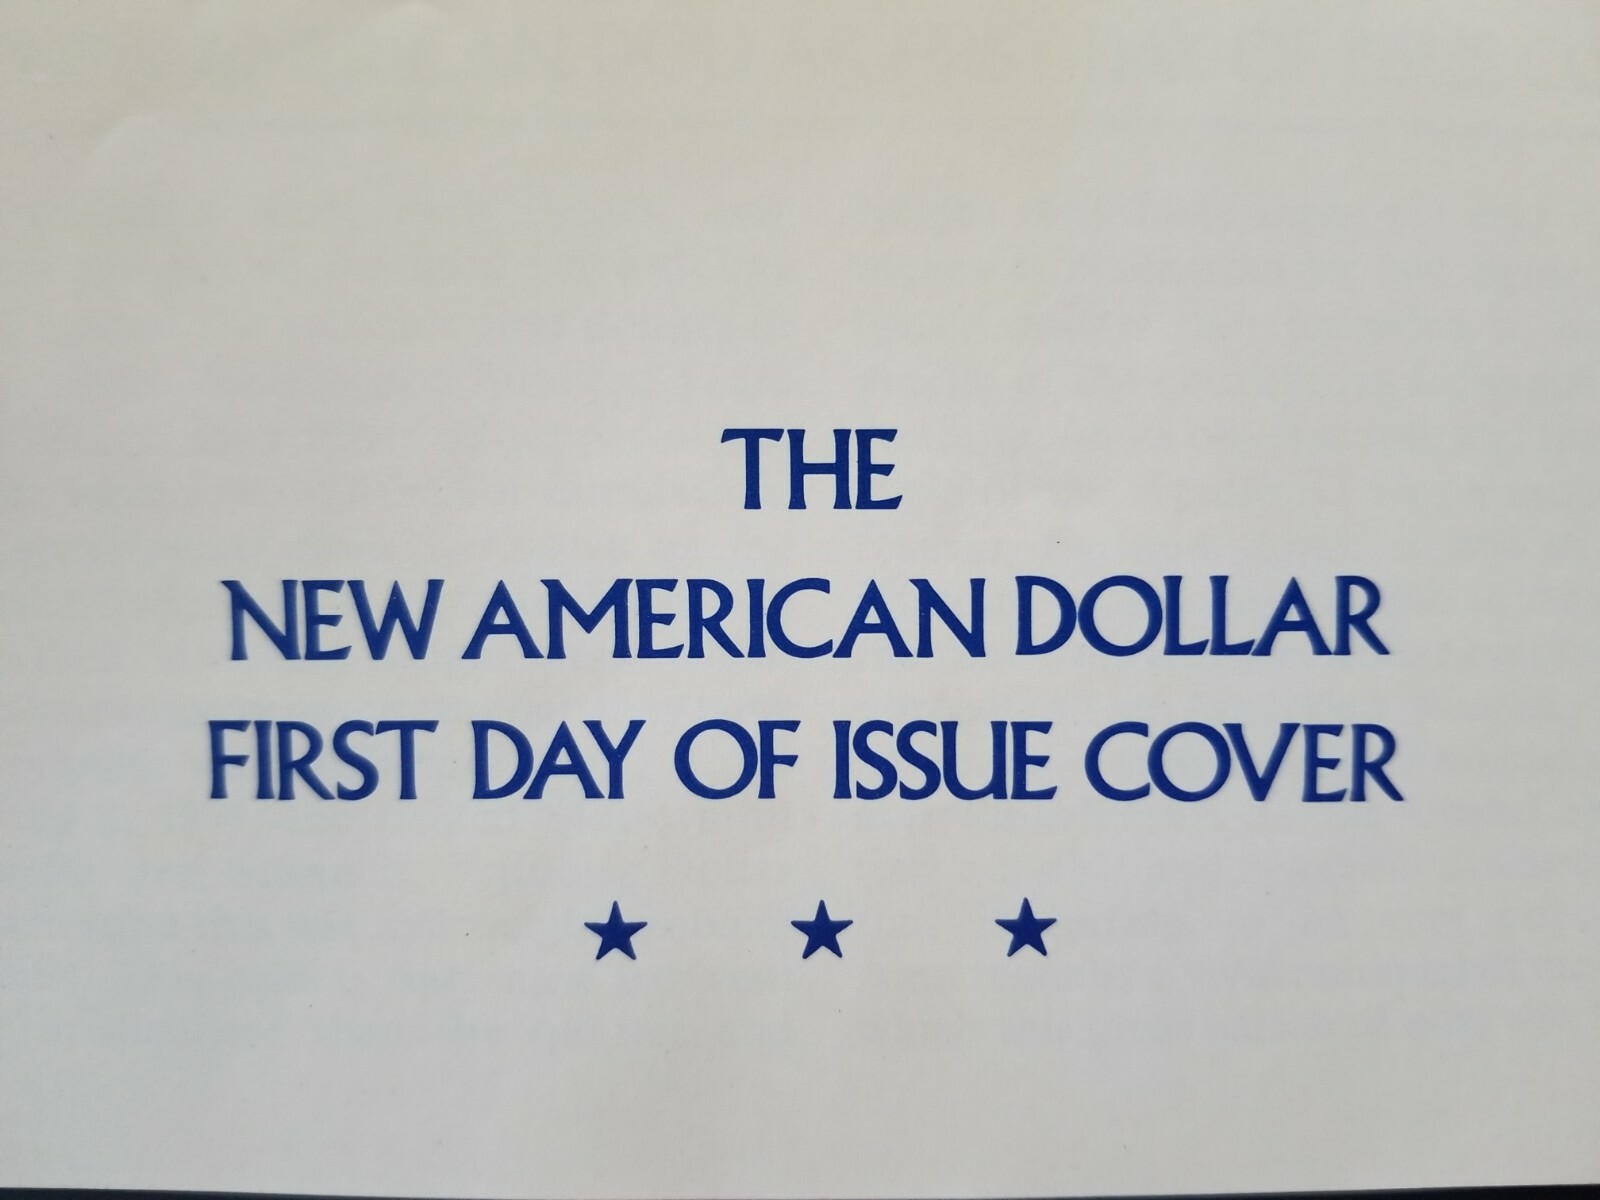 THE
NEW AMERICAN DOLLAR
FIRST DAY OF ISSUE COVER